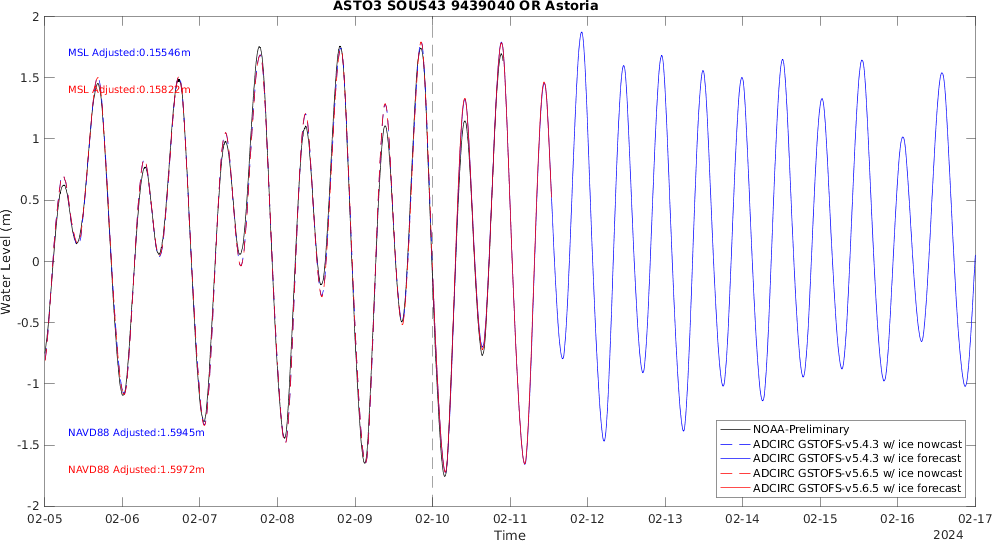 ASTO3 SOUS43 9439040 OR Astoria
2
1.5
1
0.5
0
-0.5
-1
-1.5
-2
Water Level (m)
MSL Adjusted:0.15546m
MSL Adjusted:0.15822m
NAVD88 Adjusted:1.5945m
NAVD88 Adjusted:1.5972m
NOAA-Preliminary
ADCIRC GSTOFS-v5.4.3 w/ ice nowcast
ADCIRC GSTOFS-v5.4.3 w/ ice forecast
ADCIRC GSTOFS-v5.6.5 w/ ice nowcast
ADCIRC GSTOFS-v5.6.5 w/ ice forecast
02-05 02-06 02-07 02-08 02-09 02-10 02-11 02-12 02-13 02-14 02-15 02-16 02-17
Time
2024